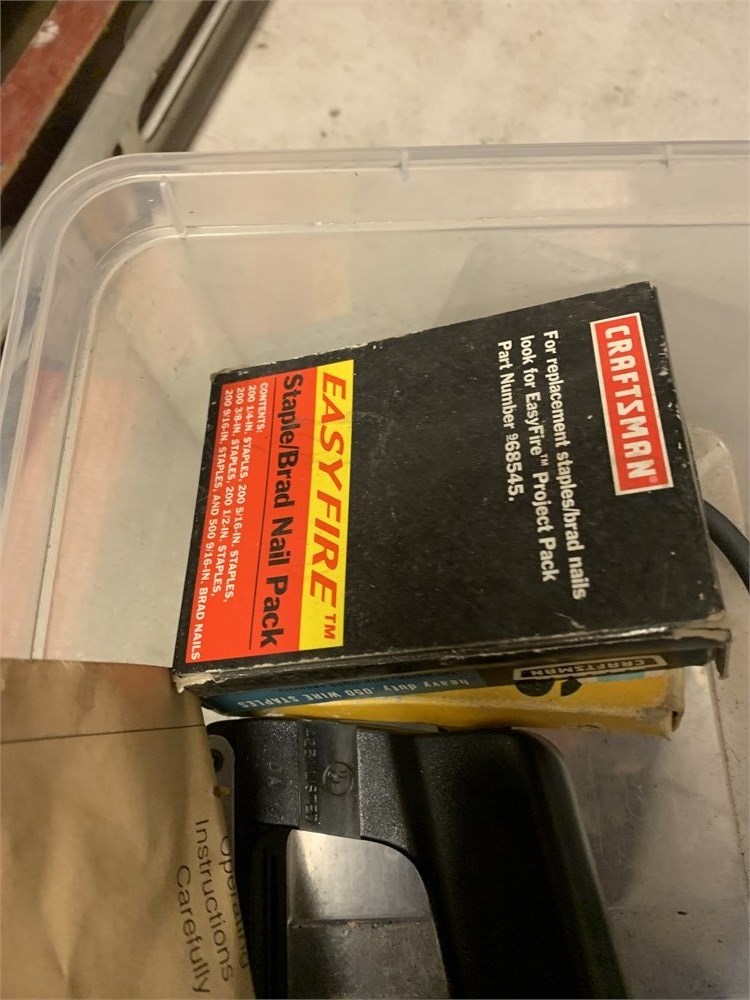 CRAFTSMAN®
For replacement staples/brad nails
look for EasyFire™ Project Pack
Part Number 968545.
EASY FIRE™
Staple/Brad Nail Pack
CONTENTS:
200 1/4-IN. STAPLES, 200 5/16-IN. STAPLES,
200 3/8-IN. STAPLES, 200 1/2-IN. STAPLES,
200 9/16-IN. STAPLES, AND 500 9/16-IN. BRAD NAILS
CRAFTSMAN
heavy duty .050 WIRE STAPLES
Operating
Instructions
Carefully